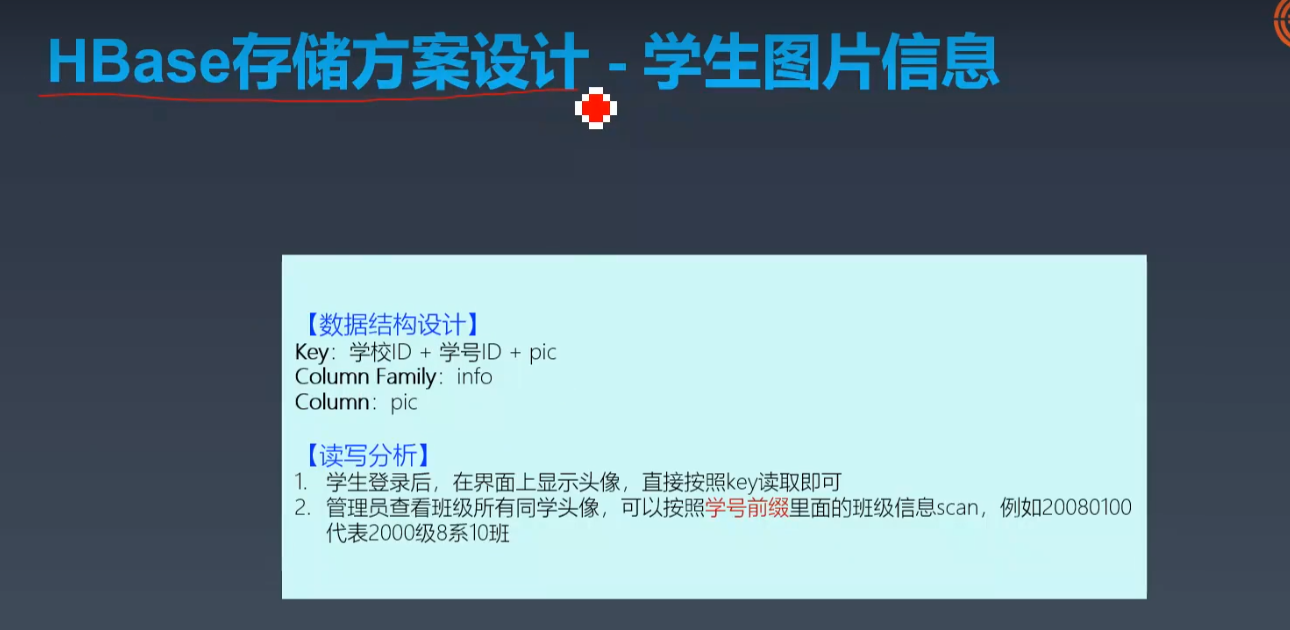 HBase存储方案设计 - 学生图片信息
【数据结构设计】
Key：学校ID + 学号ID + pic
Column Family：info
Column：pic
【读写分析】
1. 学生登录后，在界面上显示头像，直接按照key读取即可
2. 管理员查看班级所有同学头像，可以按照学号前缀里面的班级信息scan，例如20080100
代表2000级8系10班